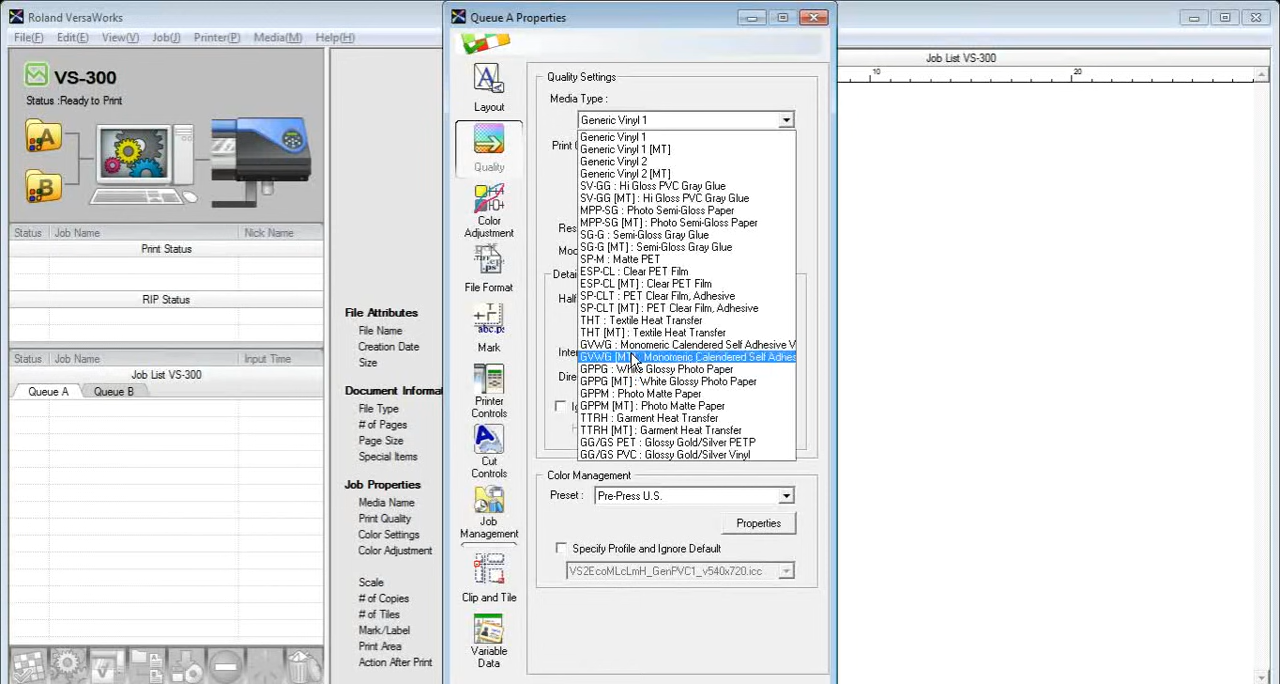 Roland VersaWorks
File(F) Edit(E) View(V) Job(J) Printer(P) Media(M) Help(H)
VS-300
Status :Ready to Print
A
B
Status Job Name Nick Name
Print Status
RIP Status
Status Job Name Input Time
Job List VS-300
Queue A Queue B
File Attributes
File Name
Creation Date
Size
Document Informat
File Type
# of Pages
Page Size
Special Items
Job Properties
Media Name
Print Quality
Color Settings
Color Adjustment
Scale
# of Copies
# of Tiles
Mark/Label
Print Area
Action After Print
Queue A Properties
Layout
Quality
Color Adjustment
File Format
Mark
Printer Controls
Cut Controls
Job Management
Clip and Tile
Variable Data
Quality Settings
Media Type :
Generic Vinyl 1
Generic Vinyl 1
Generic Vinyl 1 [MT]
Generic Vinyl 2
Generic Vinyl 2 [MT]
SV-GG : Hi Gloss PVC Gray Glue
SV-GG [MT] : Hi Gloss PVC Gray Glue
MPP-SG : Photo Semi-Gloss Paper
MPP-SG [MT] : Photo Semi-Gloss Paper
SG-G : Semi-Gloss Gray Glue
SG-G [MT] : Semi-Gloss Gray Glue
SP-M : Matte PET
ESP-CL : Clear PET Film
ESP-CL [MT] : Clear PET Film
SP-CLT : PET Clear Film, Adhesive
SP-CLT [MT] : PET Clear Film, Adhesive
THT : Textile Heat Transfer
THT [MT] : Textile Heat Transfer
GVWG : Monomeric Calendered Self Adhesive V
GVWG [MT] : Monomeric Calendered Self Adhes
GPPG : White Glossy Photo Paper
GPPG [MT] : White Glossy Photo Paper
GPPM : Photo Matte Paper
GPPM [MT] : Photo Matte Paper
TTRH : Garment Heat Transfer
TTRH [MT] : Garment Heat Transfer
GG/GS PET : Glossy Gold/Silver PETP
GG/GS PVC : Glossy Gold/Silver Vinyl
Print
Res
Mod
Detai
Half
Inter
Dire
Color Management
Preset : Pre-Press U.S.
Properties
Specify Profile and Ignore Default
VS2EcoMLcLmH_GenPVC1_v540x720.icc
Job List VS-300
10 20